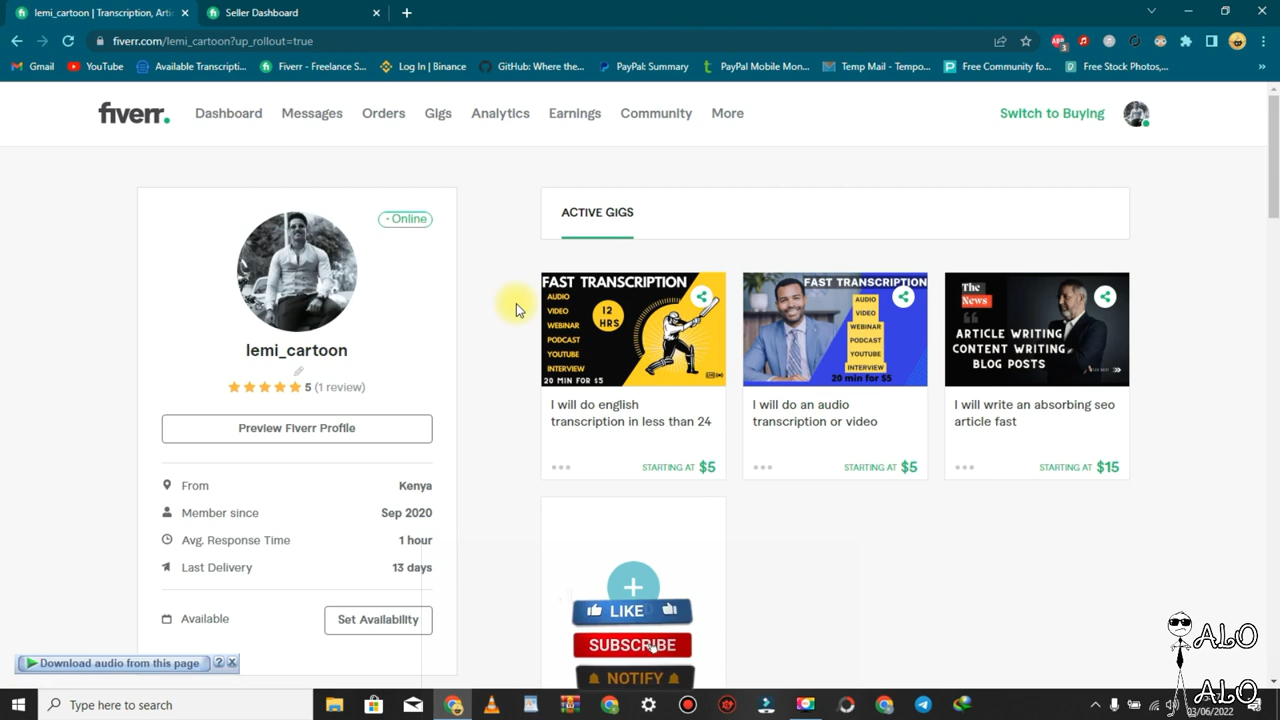 lemi_cartoon | Transcription, Arti
Seller Dashboard
fiverr.com/lemi_cartoon?up_rollout=true
Gmail
YouTube
Available Transcripti...
Fiverr - Freelance S...
Log In | Binance
GitHub: Where the...
PayPal: Summary
PayPal Mobile Mon...
Temp Mail - Tempo...
Free Community fo...
Free Stock Photos,...
fiverr.
Dashboard
Messages
Orders
Gigs
Analytics
Earnings
Community
More
Switch to Buying
Online
lemi_cartoon
5 (1 review)
Preview Fiverr Profile
From Kenya
Member since Sep 2020
Avg. Response Time 1 hour
Last Delivery 13 days
Available
Set Availability
ACTIVE GIGS
FAST TRANSCRIPTION
AUDIO
VIDEO
WEBINAR
PODCAST
YOUTUBE
INTERVIEW
12
HRS
20 MIN FOR $5
I will do english
transcription in less than 24
STARTING AT $5
FAST TRANSCRIPTION
AUDIO
VIDEO
WEBINAR
PODCAST
YOUTUBE
INTERVIEW
20 min for $5
I will do an audio
transcription or video
STARTING AT $5
The
News
ARTICLE WRITING
CONTENT WRITING
BLOG POSTS
I will write an absorbing seo
article fast
STARTING AT $15
LIKED
SUBSCRIBE
NOTIFY
Download audio from this page
ALO
ALO
Type here to search
03/06/2022